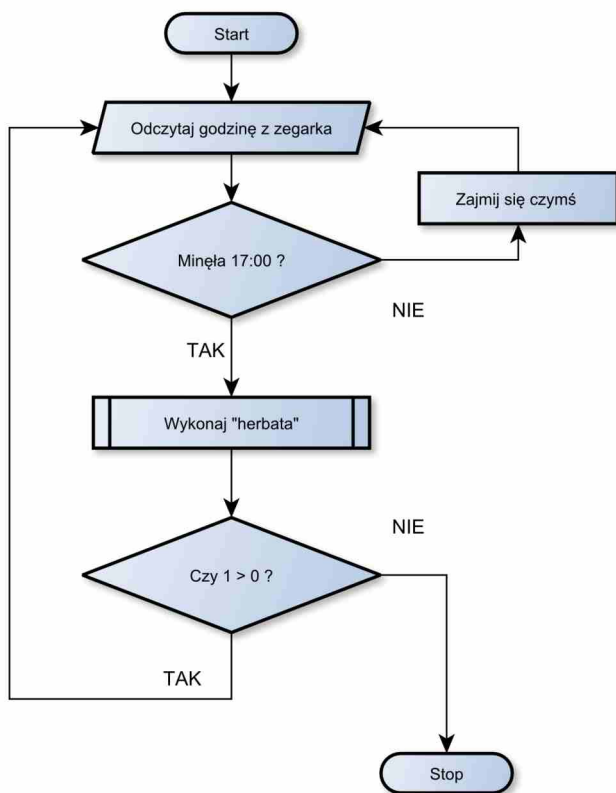 Start
Odczytaj godzinę z zegarka
Zajmij się czymś
Minęła 17:00 ?
NIE
TAK
Wykonaj "herbata"
NIE
Czy 1 > 0 ?
TAK
Stop